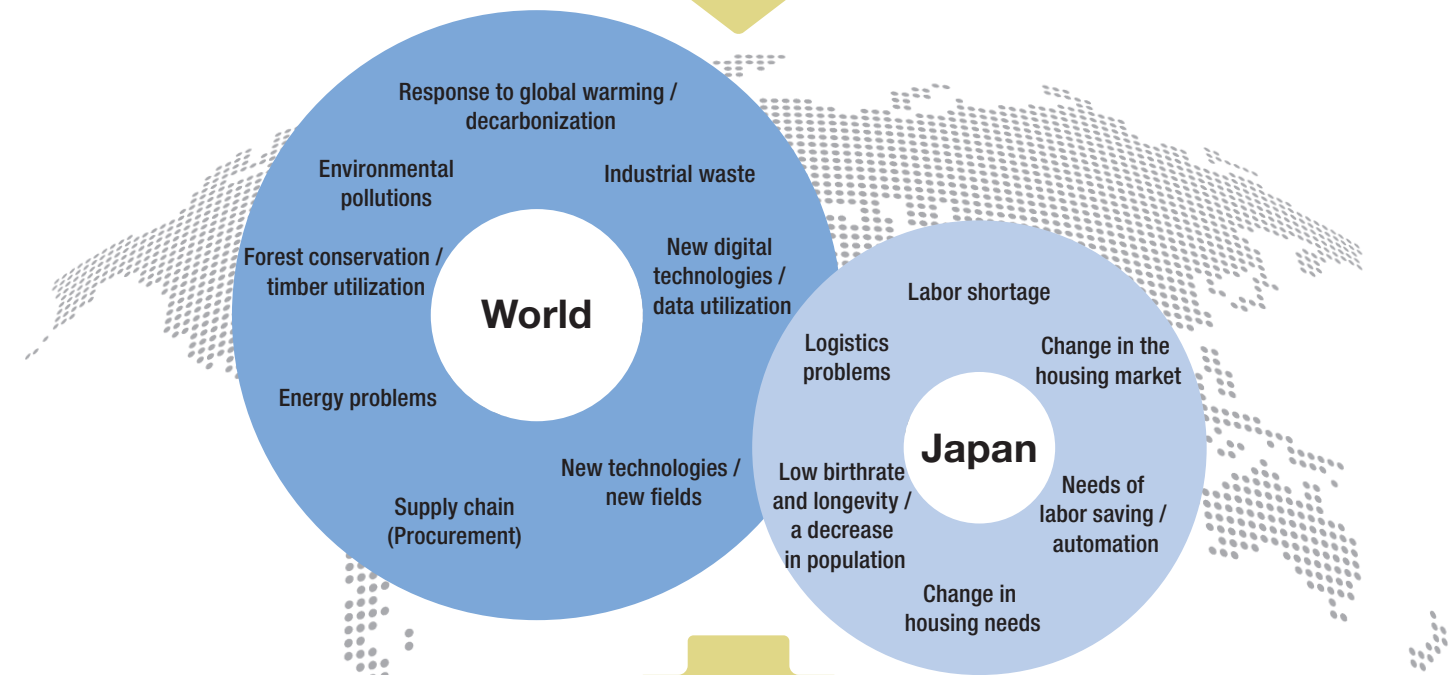 Response to global warming /
decarbonization
Environmental
pollutions
Industrial waste
Forest conservation /
timber utilization
New digital
technologies /
data utilization
World
Energy problems
New technologies /
new fields
Supply chain
(Procurement)
Labor shortage
Logistics
problems
Change in the
housing market
Japan
Low birthrate
and longevity /
a decrease
in population
Needs of
labor saving /
automation
Change in
housing needs